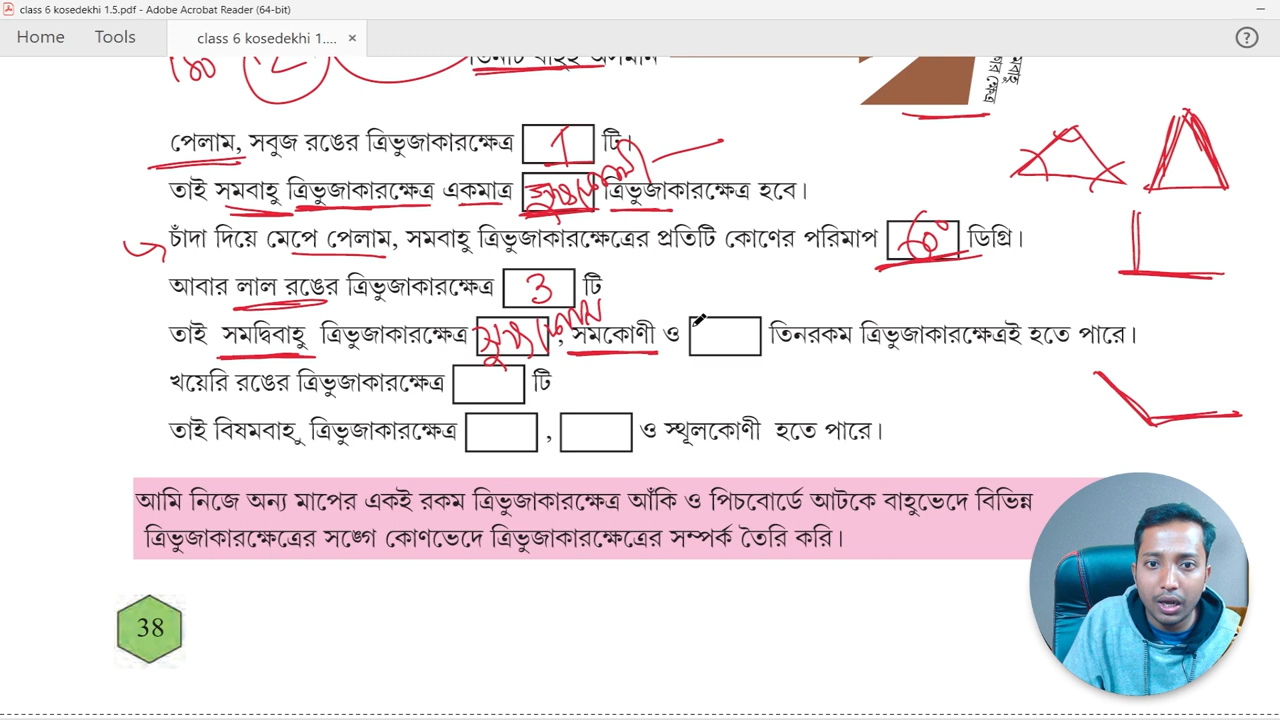 class 6 kosedekhi 1.5.pdf - Adobe Acrobat Reader (64-bit)
Home Tools class 6 kosedekhi 1.... × ?
180
তিনটি বাহুই অসমান
পেলাম, সবুজ রঙের ত্রিভুজাকারক্ষেত্র 1 টি।
তাই সমবাহু ত্রিভুজাকারক্ষেত্র একমাত্র সূক্ষ্মকোণী ত্রিভুজাকারক্ষেত্র হবে।
চাঁদা দিয়ে মেপে পেলাম, সমবাহু ত্রিভুজাকারক্ষেত্রের প্রতিটি কোণের পরিমাপ 60° ডিগ্রি।
আবার লাল রঙের ত্রিভুজাকারক্ষেত্র 3 টি
তাই সমদ্বিবাহু ত্রিভুজাকারক্ষেত্র সূক্ষ্মকোণী, সমকোণী ও তিনরকম ত্রিভুজাকারক্ষেত্রই হতে পারে।
খয়েরি রঙের ত্রিভুজাকারক্ষেত্র টি
তাই বিষমবাহু ত্রিভুজাকারক্ষেত্র , ও স্থূলকোণী হতে পারে।
আমি নিজে অন্য মাপের একই রকম ত্রিভুজাকারক্ষেত্র আঁকি ও পিচবোর্ডে আটকে বাহুভেদে বিভিন্ন
ত্রিভুজাকারক্ষেত্রের সঙ্গে কোণভেদে ত্রিভুজাকারক্ষেত্রের সম্পর্ক তৈরি করি।
38